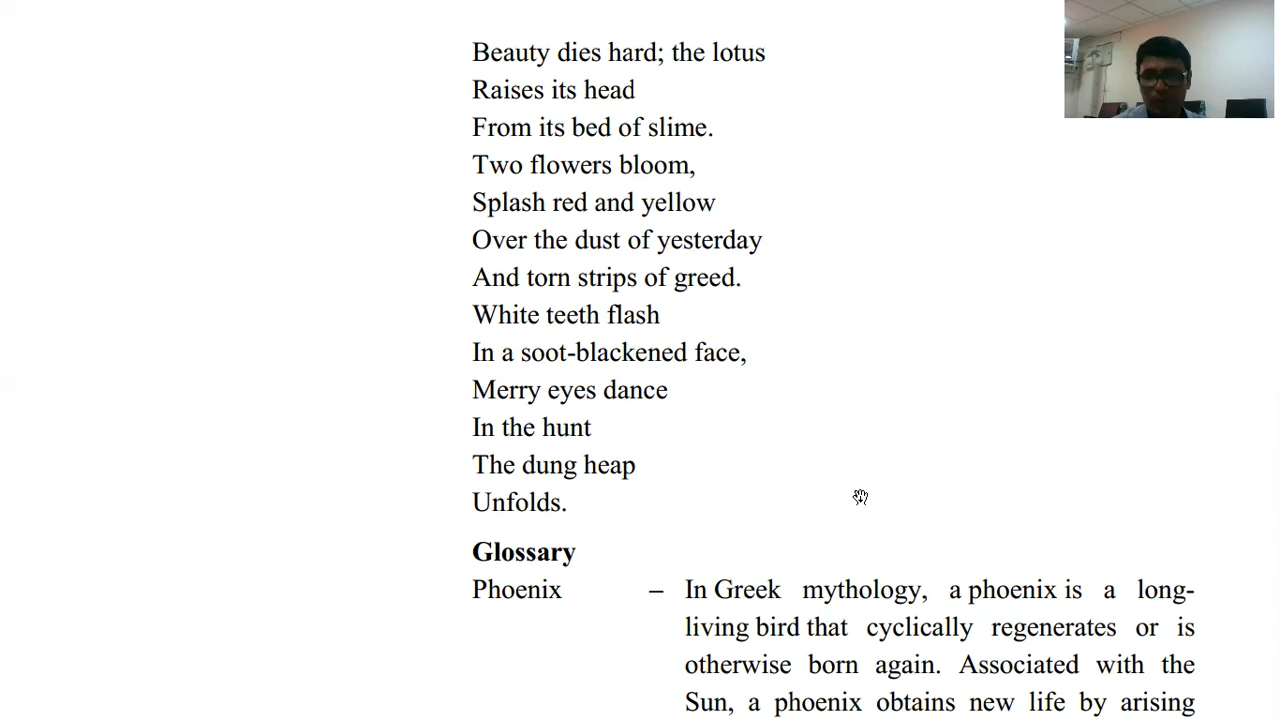 Beauty dies hard; the lotus
Raises its head
From its bed of slime.
Two flowers bloom,
Splash red and yellow
Over the dust of yesterday
And torn strips of greed.
White teeth flash
In a soot-blackened face,
Merry eyes dance
In the hunt
The dung heap
Unfolds.
Glossary
Phoenix – In Greek mythology, a phoenix is a long-
living bird that cyclically regenerates or is
otherwise born again. Associated with the
Sun, a phoenix obtains new life by arising